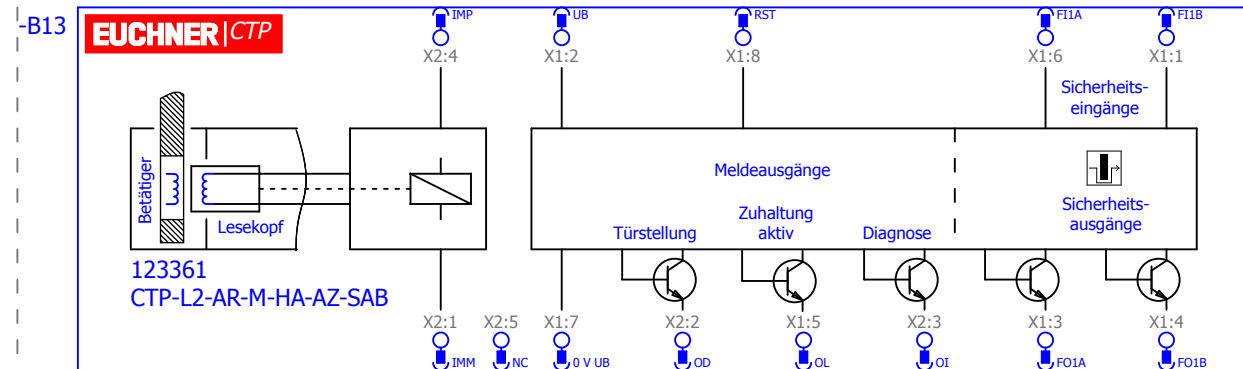 -B13
EUCHNER CTP
IMP
UB
RST
FI1A
FI1B
X2:4
X1:2
X1:8
X1:6
X1:1
Sicherheits-
eingänge
Betätiger
Lesekopf
Meldeausgänge
Türstellung
Zuhaltung
aktiv
Diagnose
Sicherheits-
ausgänge
123361
CTP-L2-AR-M-HA-AZ-SAB
X2:1
X2:5
X1:7
X2:2
X1:5
X2:3
X1:3
X1:4
IMM
NC
0 V UB
OD
OL
OI
FO1A
FO1B